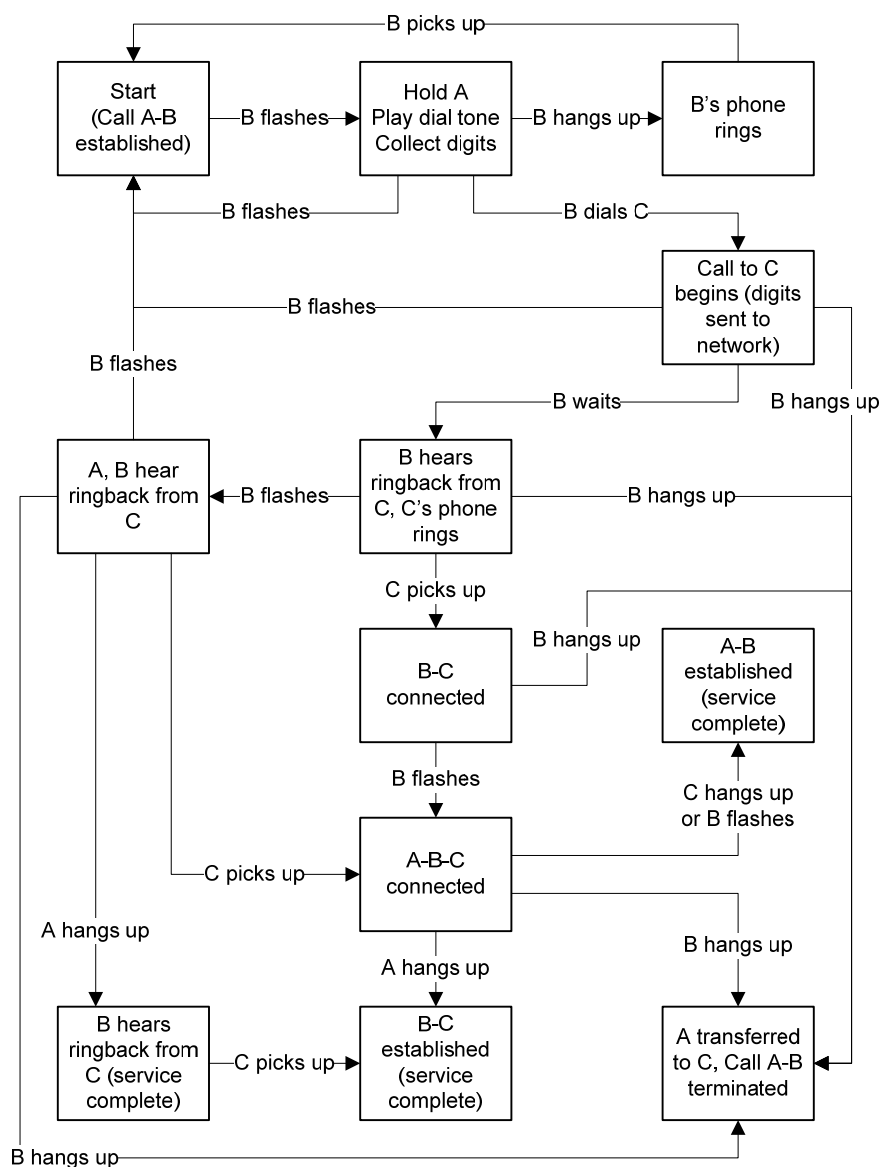 B picks up
Start
(Call A-B
established)
B flashes
Hold A
Play dial tone
Collect digits
B hangs up
B's phone
rings
B flashes
B dials C
Call to C
begins (digits
sent to
network)
B flashes
B flashes
B waits
B hangs up
A, B hear
ringback from
C
B flashes
B hears
ringback from
C, C's phone
rings
B hangs up
C picks up
B hangs up
B-C
connected
A-B
established
(service
complete)
B flashes
C hangs up
or B flashes
C picks up
A-B-C
connected
A hangs up
A hangs up
B hangs up
B hears
ringback from
C (service
complete)
C picks up
B-C
established
(service
complete)
A transferred
to C, Call A-B
terminated
B hangs up